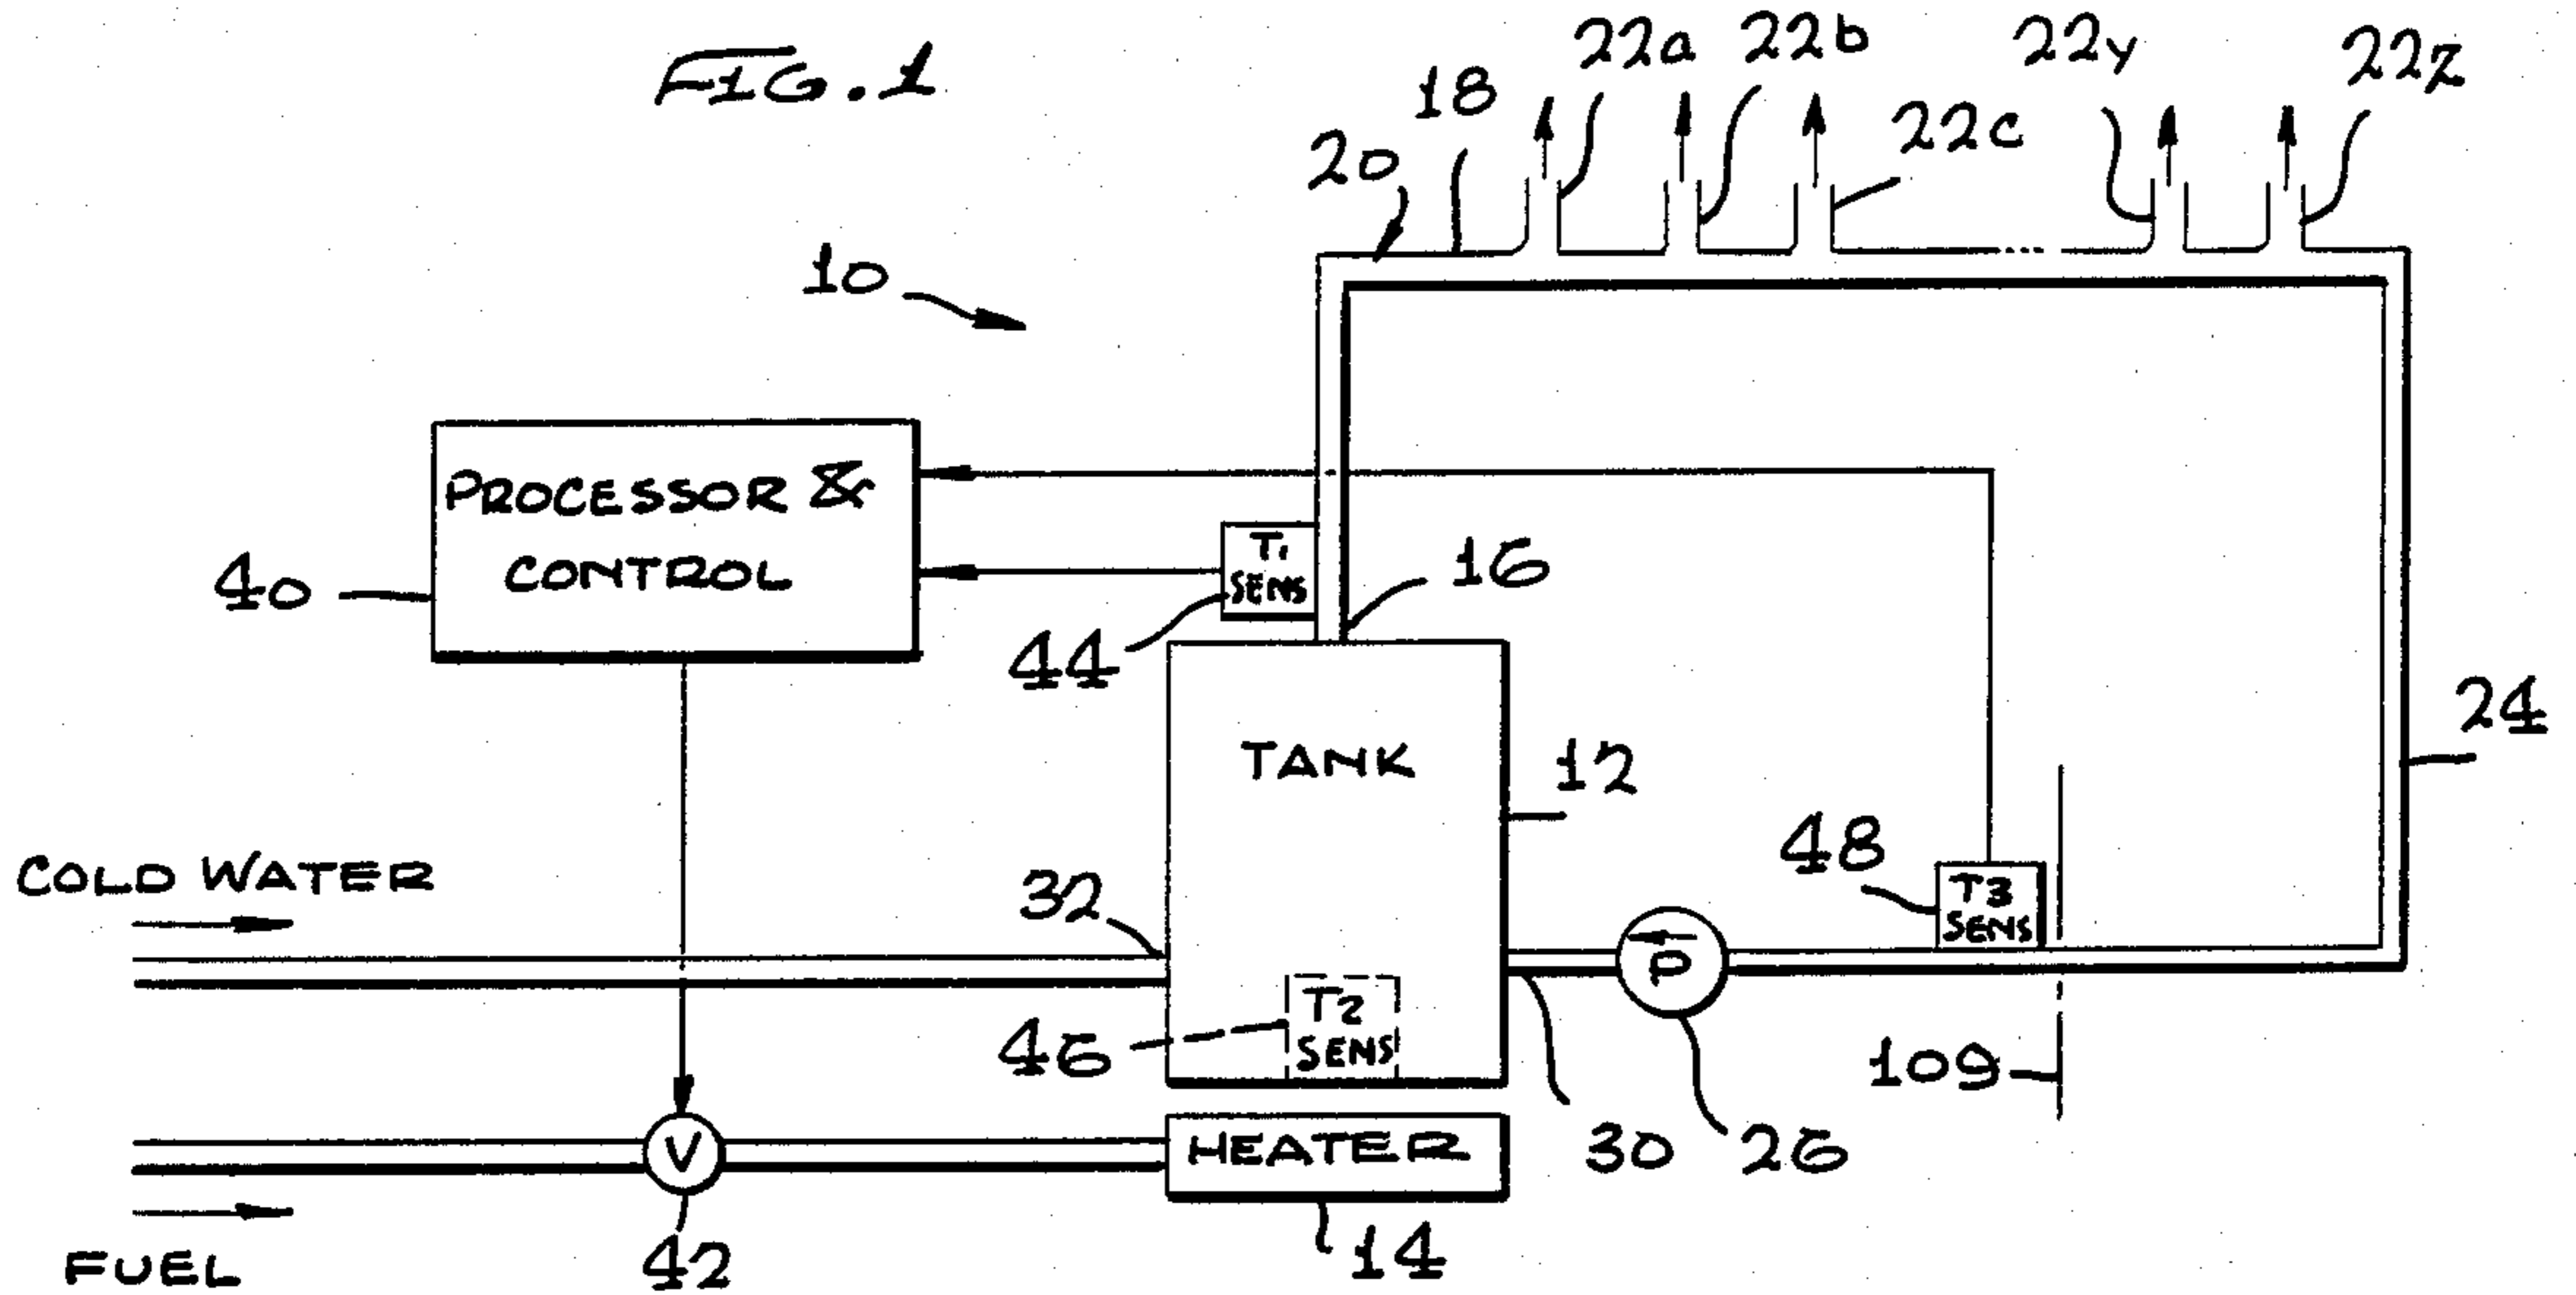 FIG. 1
22a
22b
22y
22z
18
20
22c
10
PROCESSOR &
CONTROL
T1
SENS
16
40
44
24
TANK
12
48
T3
SENS
COLD WATER
32
T2
SENS
46
P
109
30
26
V
HEATER
42
14
FUEL